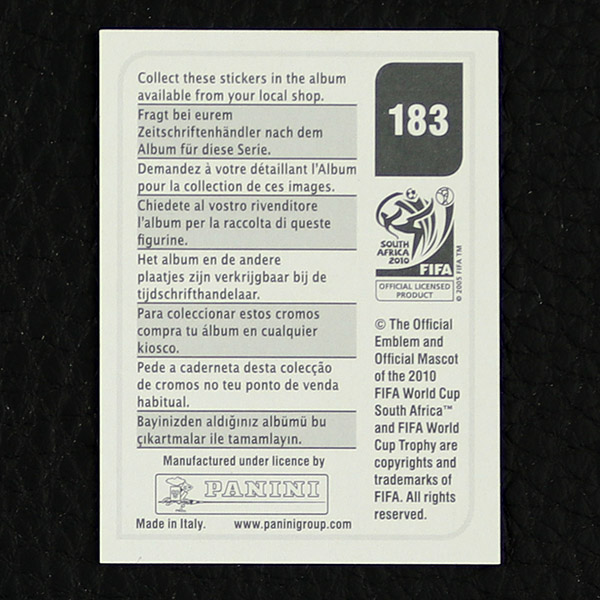 Collect these stickers in the album
available from your local shop.
Fragt bei eurem
Zeitschriftenhändler nach dem
Album für diese Serie.
Demandez à votre détaillant l'Album
pour la collection de ces images.
Chiedete al vostro rivenditore
l'album per la raccolta di queste
figurine.
Het album en de andere
plaatjes zijn verkrijgbaar bij de
tijdschrifthandelaar.
Para coleccionar estos cromos
compra tu álbum en cualquier
kiosco.
Pede a caderneta desta colecção
de cromos no teu ponto de venda
habitual.
Bayinizden aldığınız albümü bu
çıkartmalar ile tamamlayın.
Manufactured under licence by
PANINI
Made in Italy. www.paninigroup.com
183
SOUTH
AFRICA
2010
FIFA
OFFICIAL LICENSED
PRODUCT
© 2005 FIFA TM
© The Official
Emblem and
Official Mascot
of the 2010
FIFA World Cup
South Africa™
and FIFA World
Cup Trophy are
copyrights and
trademarks of
FIFA. All rights
reserved.